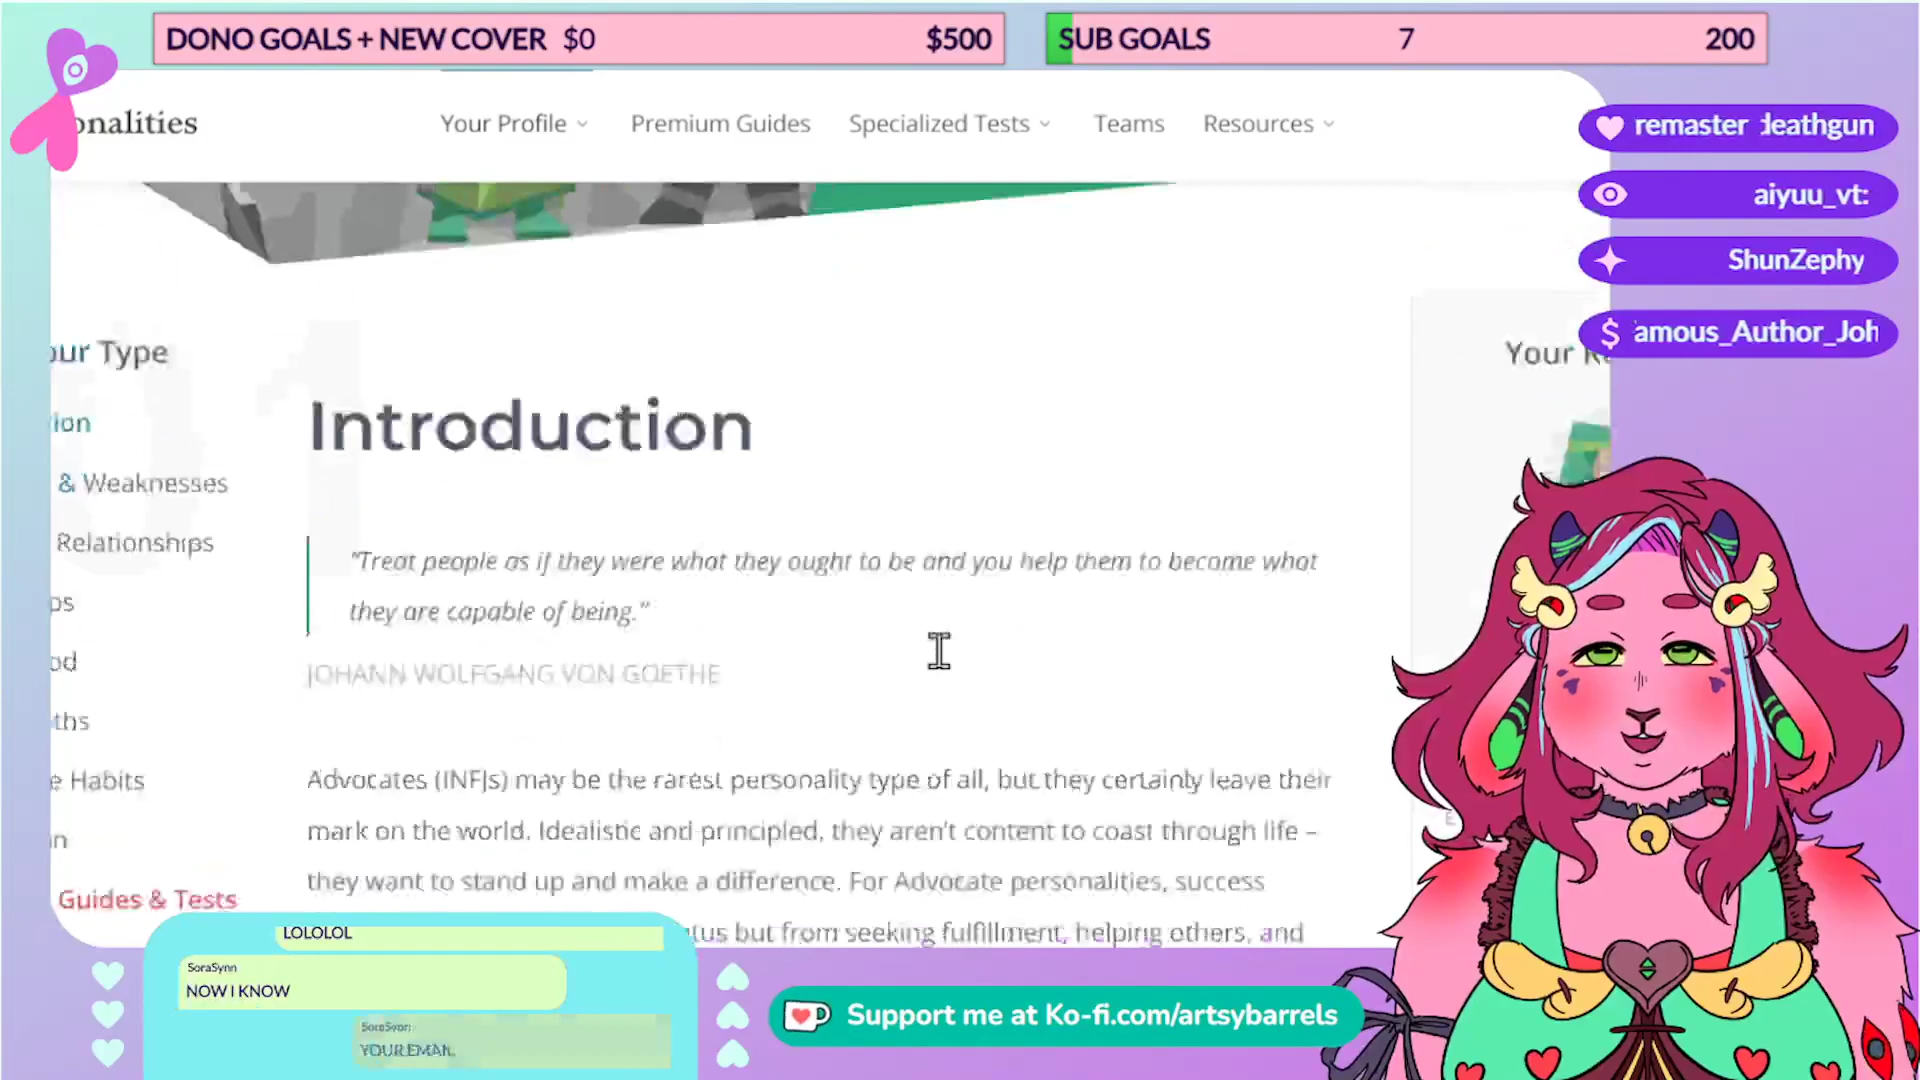 DONO GOALS + NEW COVER $0 $500
SUB GOALS 7 200
onalities
Your Profile
Premium Guides
Specialized Tests
Teams
Resources
remaster deathgun
aiyuu_vt:
ShunZephy
amous_Author_Joh
our Type
ion
& Weaknesses
Relationships
ps
od
ths
e Habits
n
Guides & Tests
01
Introduction
"Treat people as if they were what they ought to be and you help them to become what
they are capable of being."
JOHANN WOLFGANG VON GOETHE
Advocates (INFJs) may be the rarest personality type of all, but they certainly leave their
mark on the world. Idealistic and principled, they aren't content to coast through life –
they want to stand up and make a difference. For Advocate personalities, success
tus but from seeking fulfillment, helping others, and
Your
LOLOLOL
SoraSynn
NOW I KNOW
SoraSynn
YOUR EMAIL
Support me at Ko-fi.com/artsybarrels